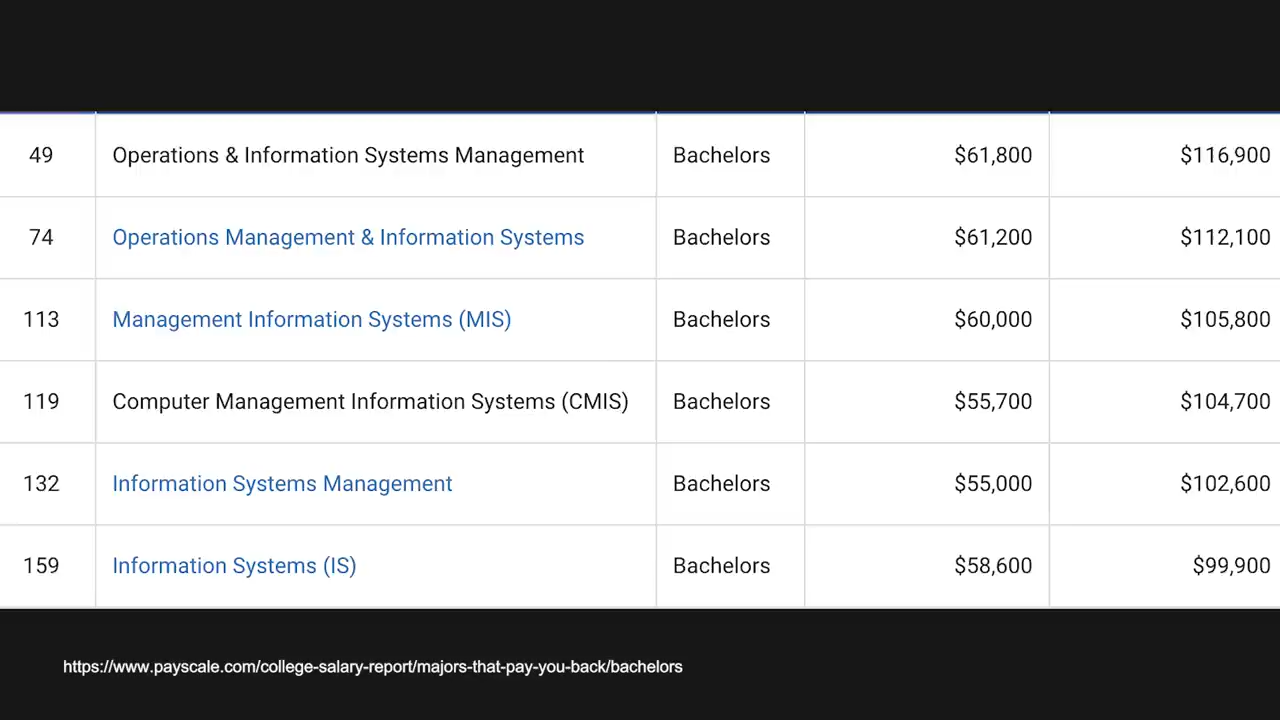 49 Operations & Information Systems Management Bachelors $61,800 $116,900
74 Operations Management & Information Systems Bachelors $61,200 $112,100
113 Management Information Systems (MIS) Bachelors $60,000 $105,800
119 Computer Management Information Systems (CMIS) Bachelors $55,700 $104,700
132 Information Systems Management Bachelors $55,000 $102,600
159 Information Systems (IS) Bachelors $58,600 $99,900
https://www.payscale.com/college-salary-report/majors-that-pay-you-back/bachelors